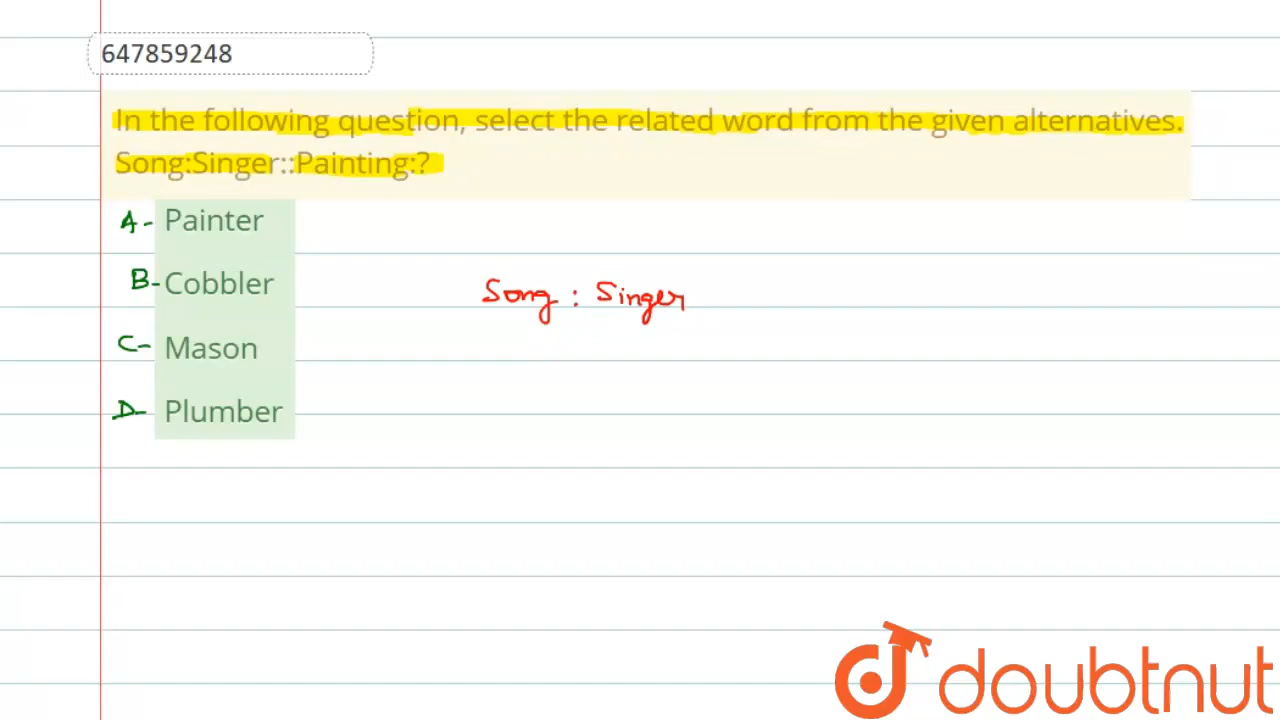 647859248
In the following question, select the related word from the given alternatives.
Song:Singer::Painting:?
A- Painter
B- Cobbler
Song : Singer
C- Mason
D- Plumber
doubtnut